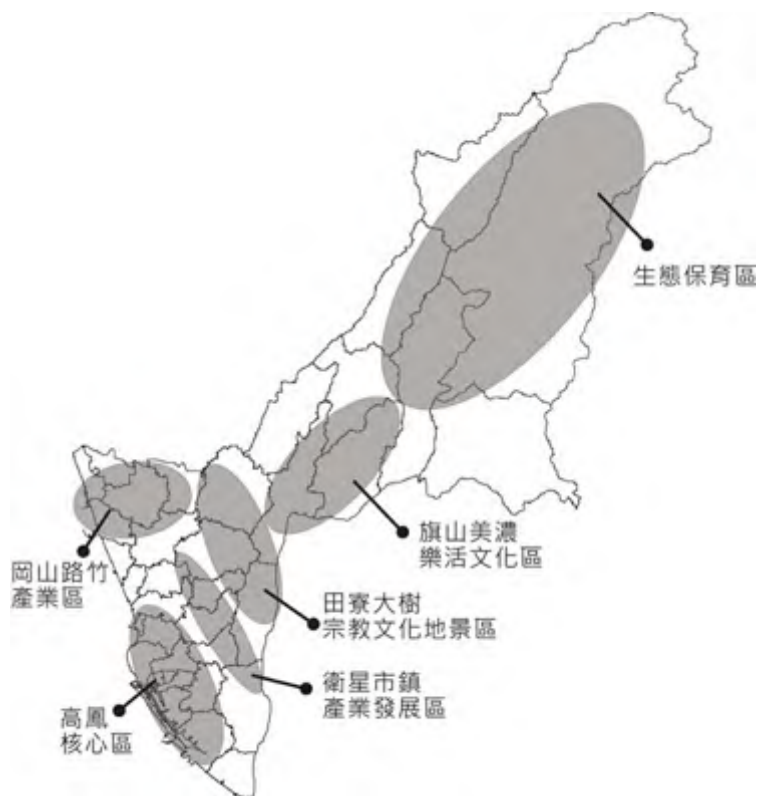 生態保育區
旗山美濃
樂活文化區
岡山路竹
產業區
田寮大樹
宗教文化地景區
衛星市鎮
產業發展區
高鳳
核心區